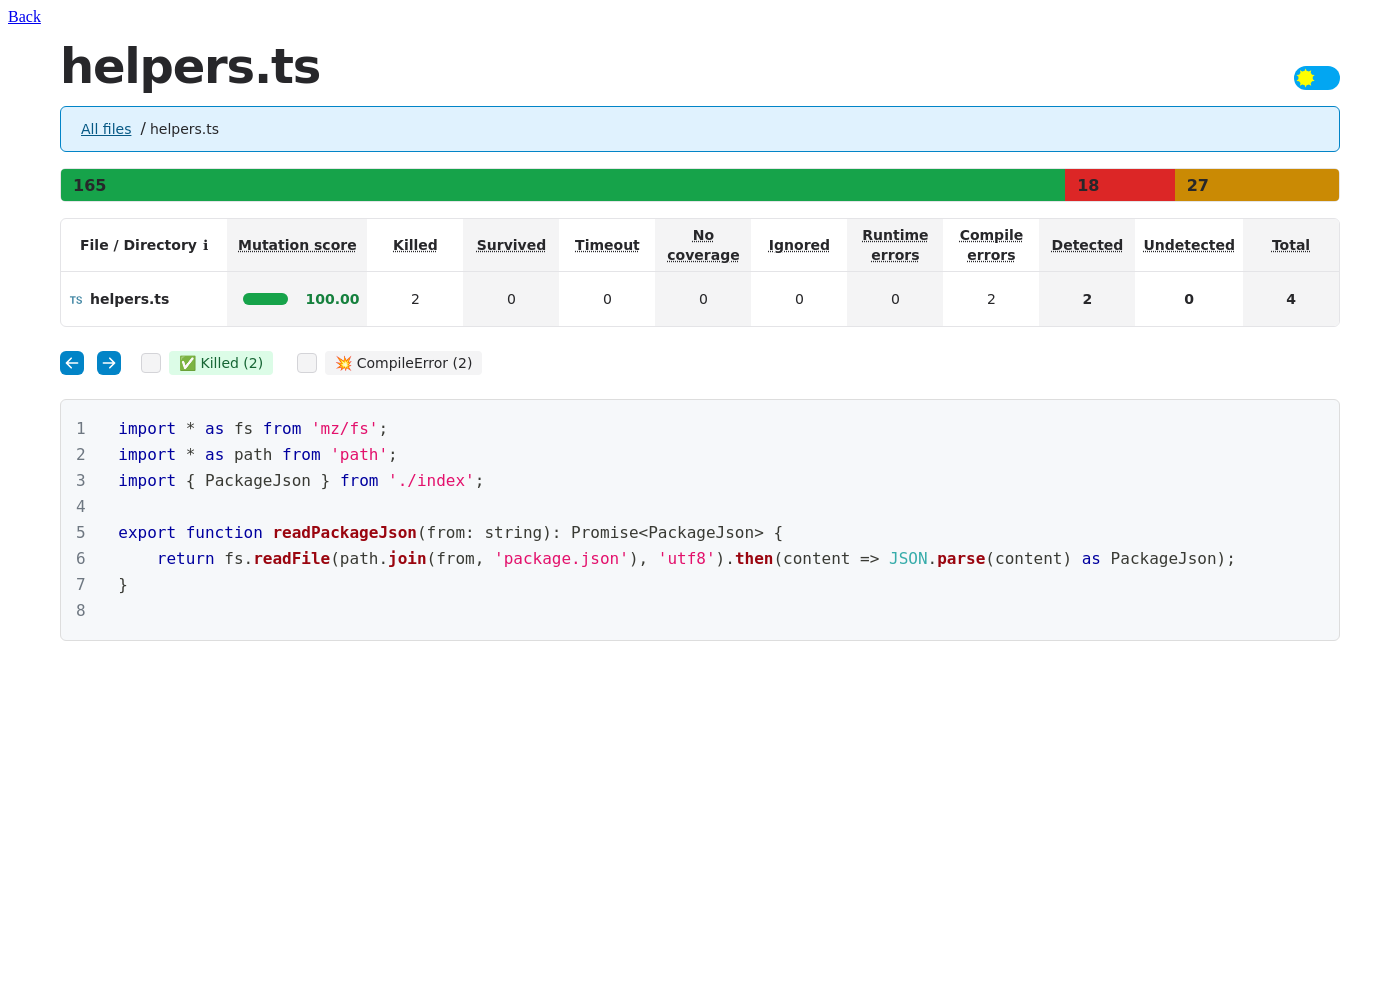 Back
helpers.ts
All files / helpers.ts
165 18 27
File / Directory ℹ Mutation score Killed Survived Timeout No coverage Ignored Runtime errors Compile errors Detected Undetected Total
TS helpers.ts 100.00 2 0 0 0 0 0 2 2 0 4
✅ Killed (2) 💥 CompileError (2)
1 import * as fs from 'mz/fs';
2 import * as path from 'path';
3 import { PackageJson } from './index';
4
5 export function readPackageJson(from: string): Promise<PackageJson> {
6     return fs.readFile(path.join(from, 'package.json'), 'utf8').then(content => JSON.parse(content) as PackageJson);
7 }
8